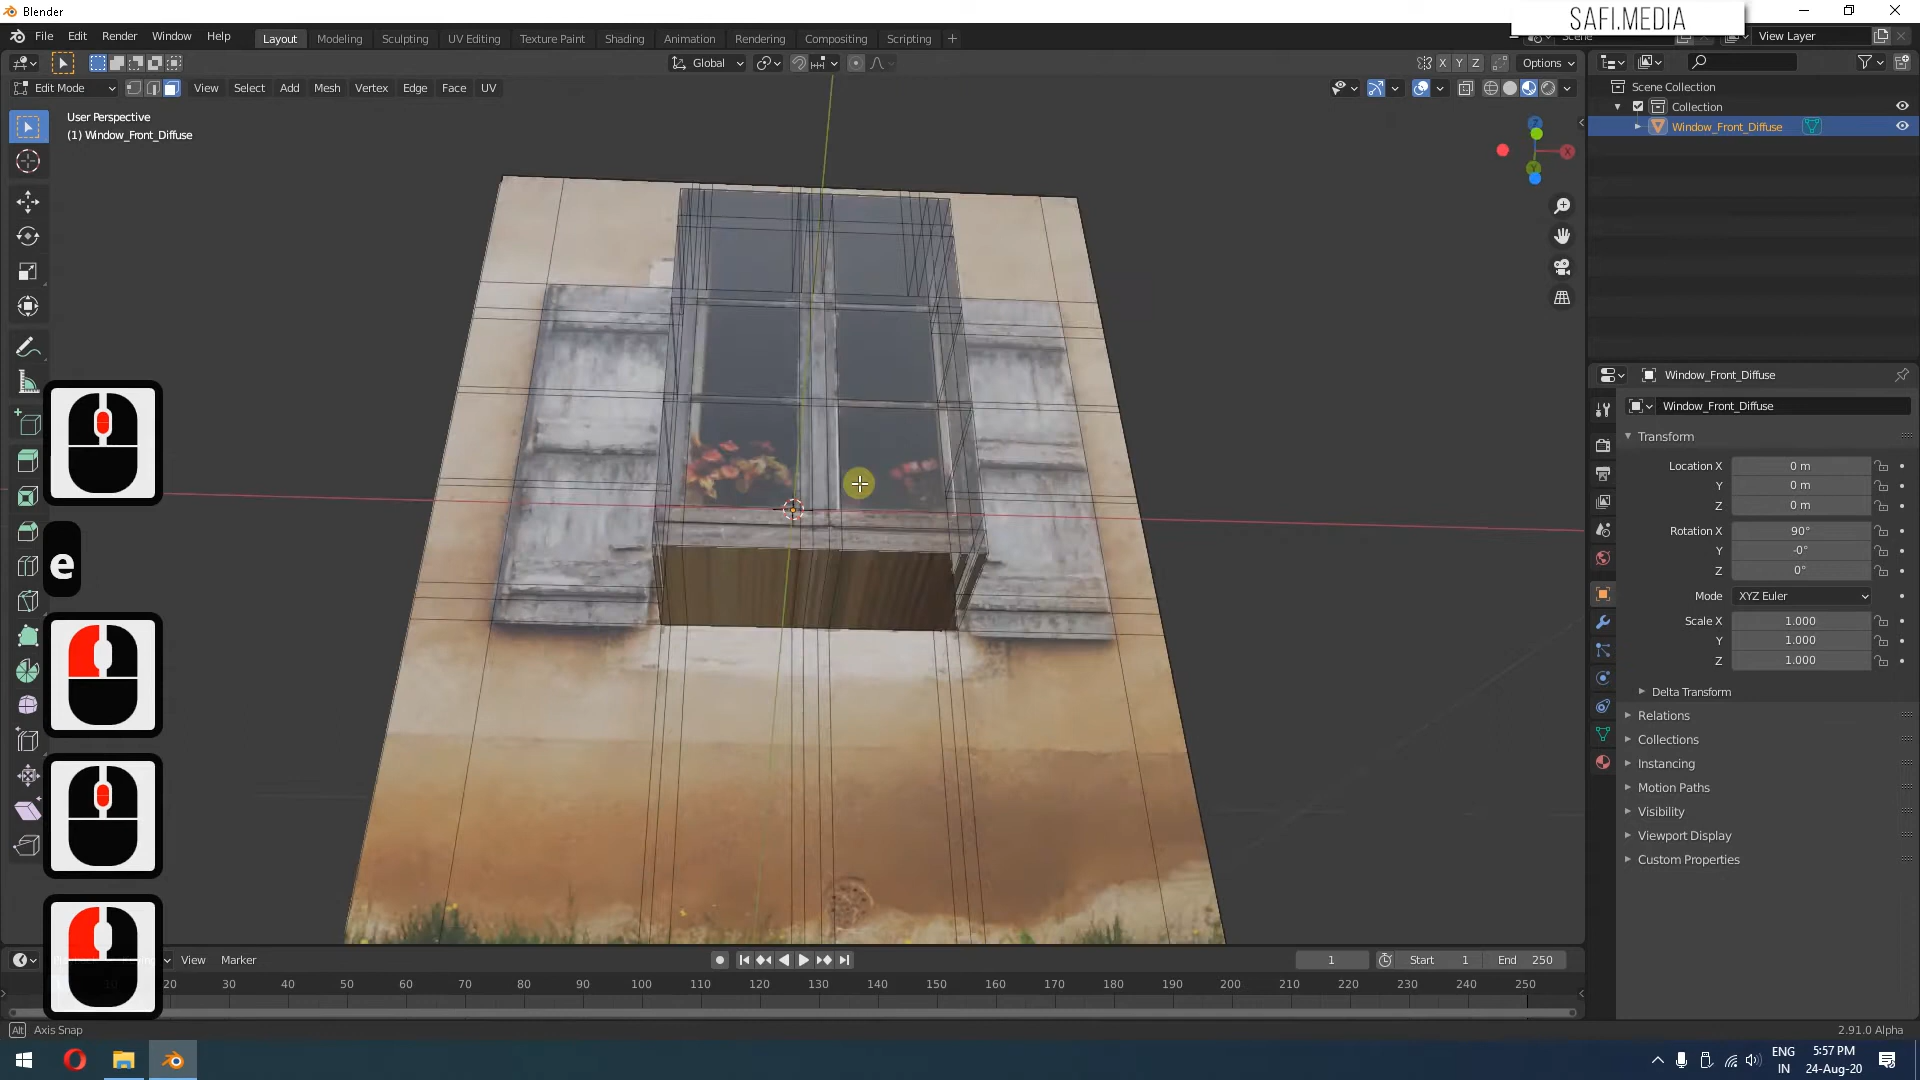 Blender
SAFI.MEDIA
File Edit Render Window Help
Layout Modeling Sculpting UV Editing Texture Paint Shading Animation Rendering Compositing Scripting +
Scene
View Layer
Global
X Y Z
Options
Edit Mode
View Select Add Mesh Vertex Edge Face UV
Scene Collection
Collection
Window_Front_Diffuse
User Perspective
(1) Window_Front_Diffuse
Z
X
Y
Window_Front_Diffuse
Window_Front_Diffuse
Transform
Location X 0 m
Y 0 m
Z 0 m
Rotation X 90°
Y -0°
Z 0°
Mode XYZ Euler
Scale X 1.000
Y 1.000
Z 1.000
Delta Transform
Relations
Collections
Instancing
Motion Paths
Visibility
Viewport Display
Custom Properties
e
View Marker
1
Start 1
End 250
20 30 40 50 60 70 80 90 100 110 120 130 140 150 160 170 180 190 200 210 220 230 240 250
Alt Axis Snap
2.91.0 Alpha
ENG
IN
5:57 PM
24-Aug-20